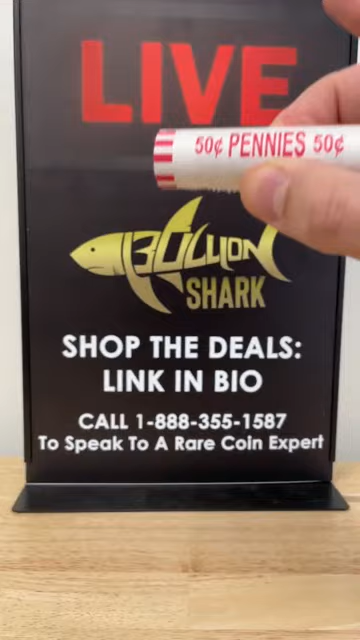 LIVE
50¢ PENNIES 50¢
BULLION
SHARK
SHOP THE DEALS:
LINK IN BIO
CALL 1-888-355-1587
To Speak To A Rare Coin Expert